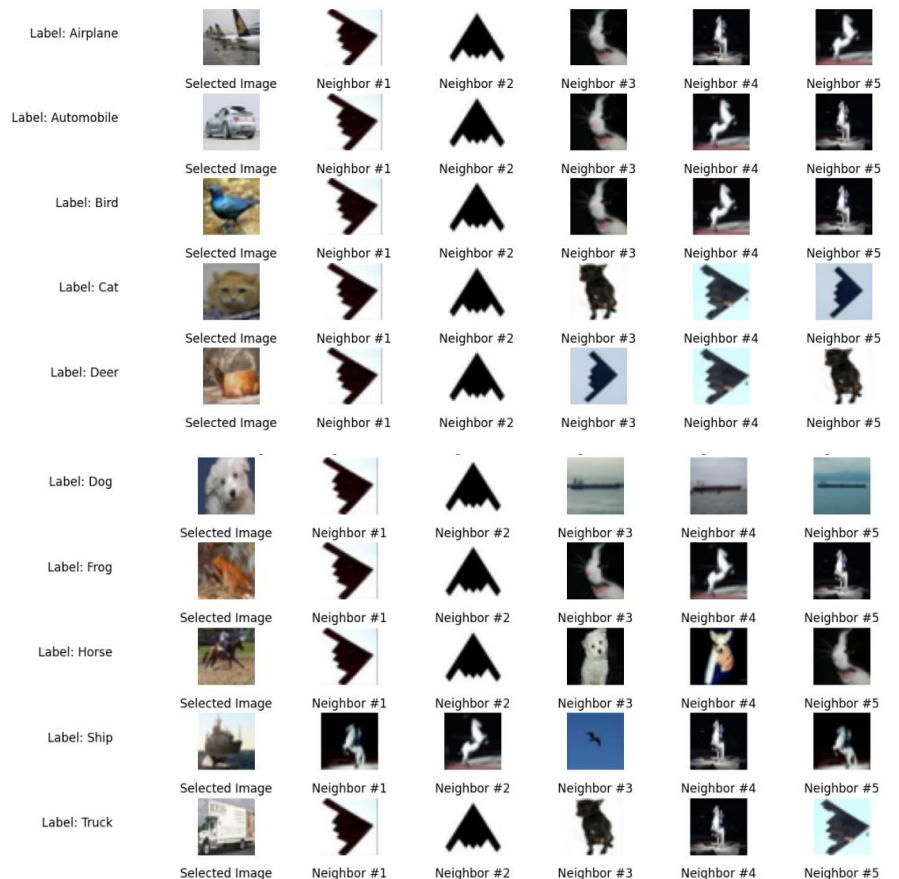 Label: Airplane
Selected Image Neighbor #1 Neighbor #2 Neighbor #3 Neighbor #4 Neighbor #5
Label: Automobile
Selected Image Neighbor #1 Neighbor #2 Neighbor #3 Neighbor #4 Neighbor #5
Label: Bird
Selected Image Neighbor #1 Neighbor #2 Neighbor #3 Neighbor #4 Neighbor #5
Label: Cat
Selected Image Neighbor #1 Neighbor #2 Neighbor #3 Neighbor #4 Neighbor #5
Label: Deer
Selected Image Neighbor #1 Neighbor #2 Neighbor #3 Neighbor #4 Neighbor #5
Label: Dog
Selected Image Neighbor #1 Neighbor #2 Neighbor #3 Neighbor #4 Neighbor #5
Label: Frog
Selected Image Neighbor #1 Neighbor #2 Neighbor #3 Neighbor #4 Neighbor #5
Label: Horse
Selected Image Neighbor #1 Neighbor #2 Neighbor #3 Neighbor #4 Neighbor #5
Label: Ship
Selected Image Neighbor #1 Neighbor #2 Neighbor #3 Neighbor #4 Neighbor #5
Label: Truck
Selected Image Neighbor #1 Neighbor #2 Neighbor #3 Neighbor #4 Neighbor #5